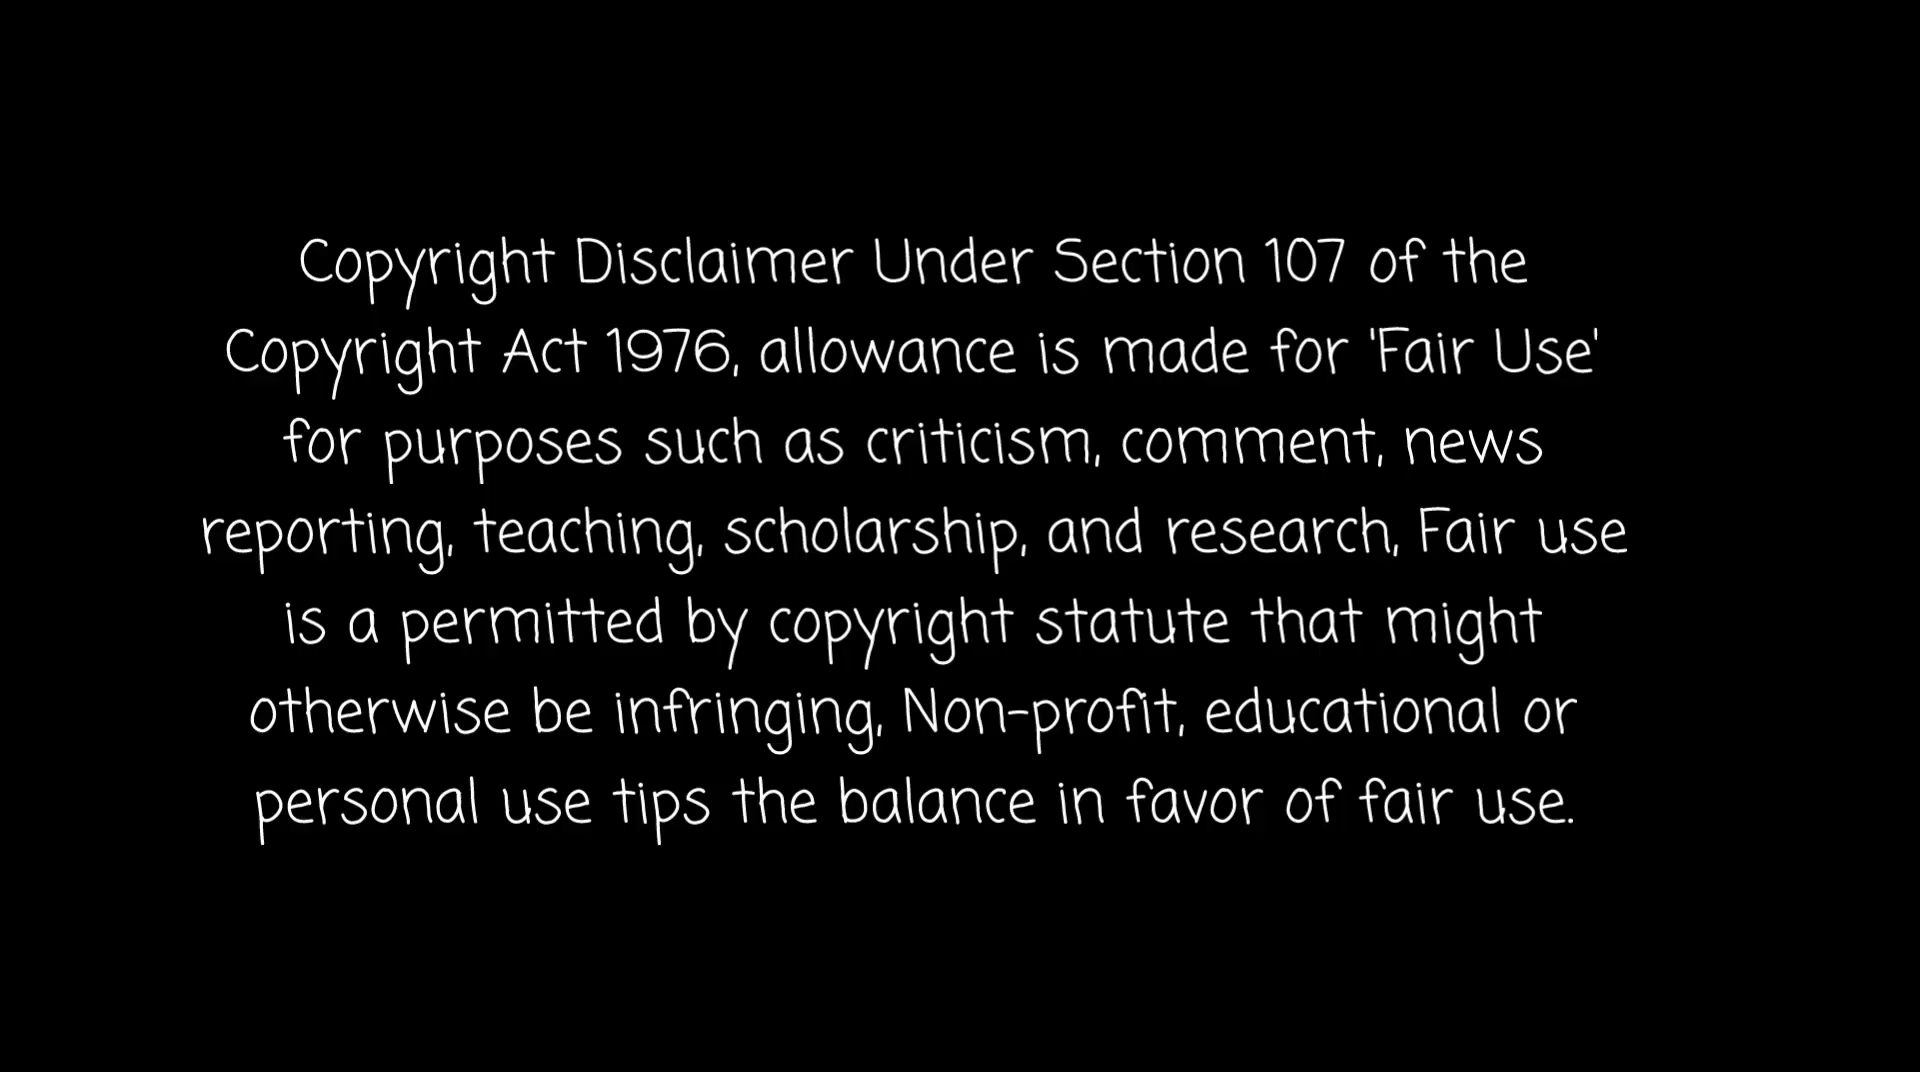 Copyright Disclaimer Under Section 107 of the
Copyright Act 1976, allowance is made for 'Fair Use'
for purposes such as criticism, comment, news
reporting, teaching, scholarship, and research, Fair use
is a permitted by copyright statute that might
otherwise be infringing, Non-profit, educational or
personal use tips the balance in favor of fair use.